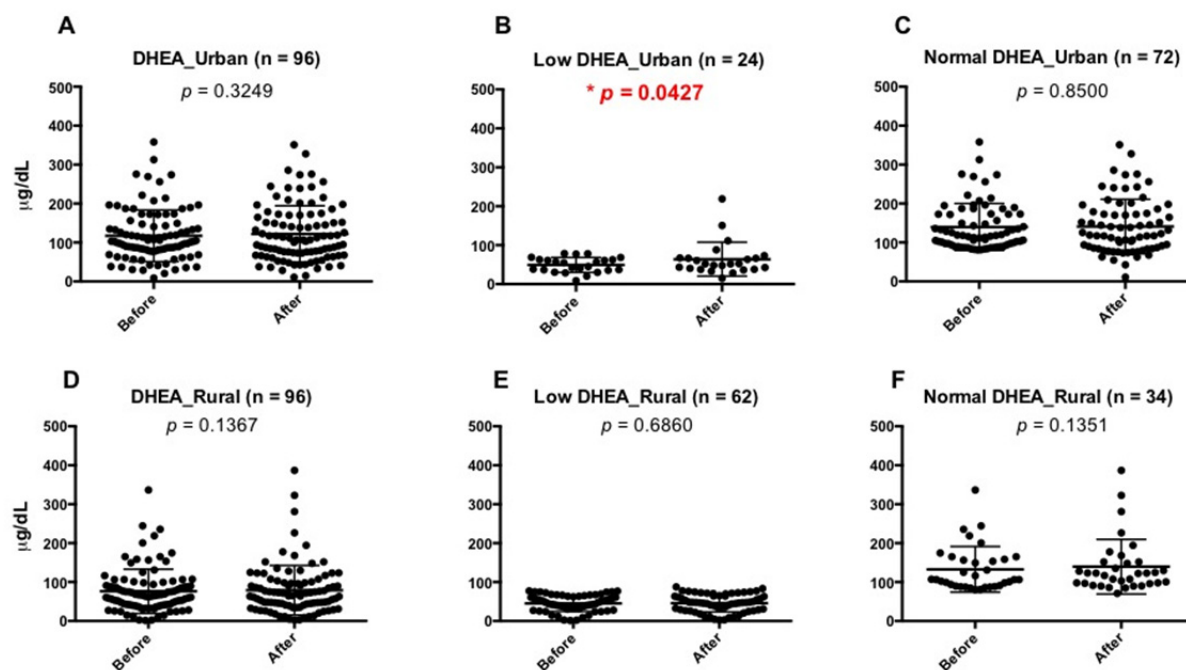 A
DHEA_Urban (n = 96)
p = 0.3249
500
400
300
200
100
0
µg/dL
Before
After
B
Low DHEA_Urban (n = 24)
* p = 0.0427
500
400
300
200
100
0
Before
After
C
Normal DHEA_Urban (n = 72)
p = 0.8500
500
400
300
200
100
0
Before
After
D
DHEA_Rural (n = 96)
p = 0.1367
500
400
300
200
100
0
µg/dL
Before
After
E
Low DHEA_Rural (n = 62)
p = 0.6860
500
400
300
200
100
0
Before
After
F
Normal DHEA_Rural (n = 34)
p = 0.1351
500
400
300
200
100
0
Before
After